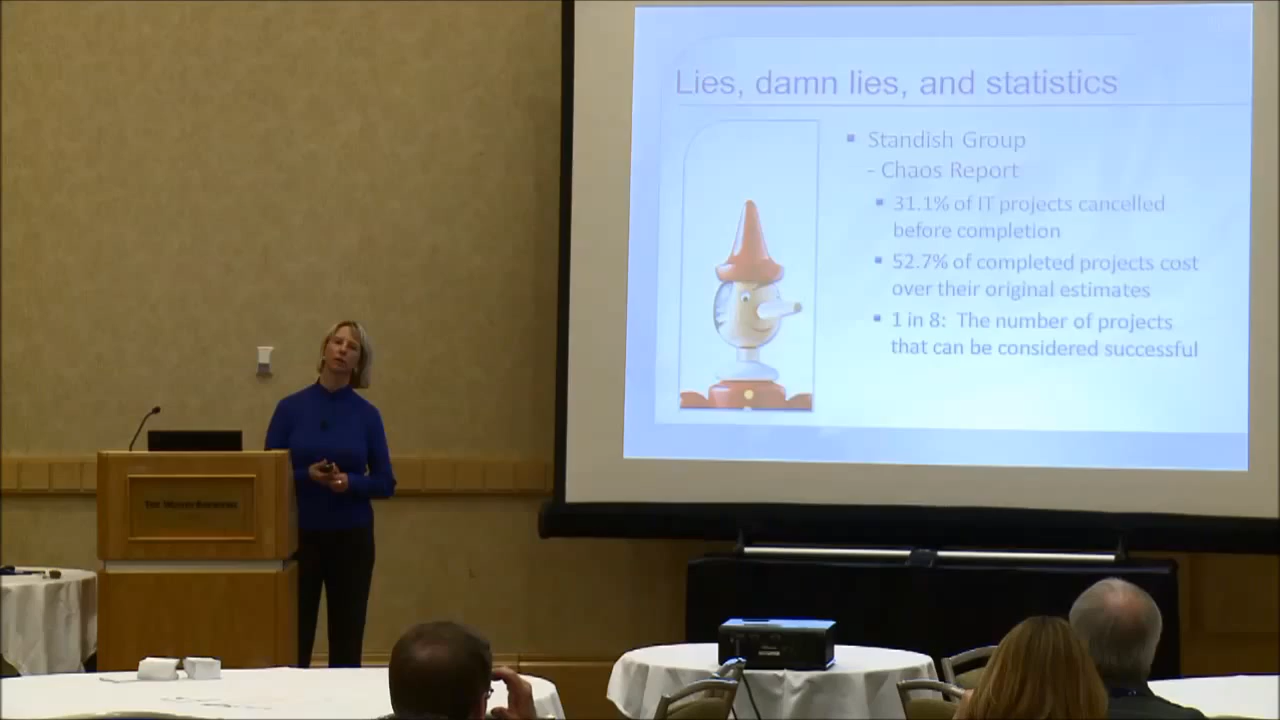 Lies, damn lies, and statistics
Standish Group
- Chaos Report
31.1% of IT projects cancelled
before completion
52.7% of completed projects cost
over their original estimates
1 in 8: The number of projects
that can be considered successful